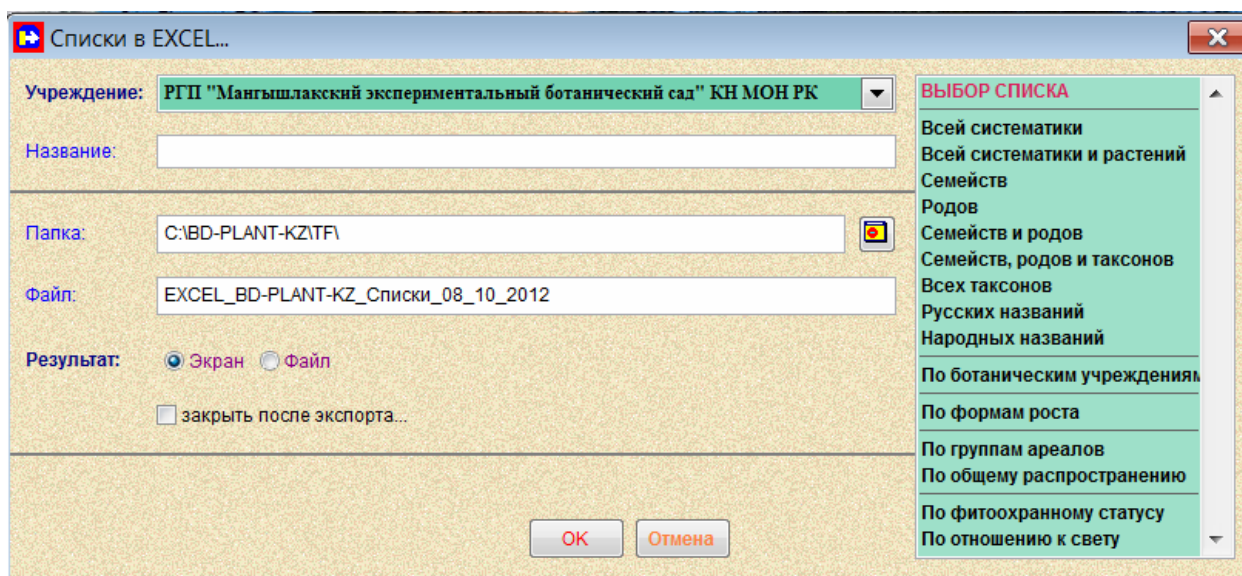 Списки в EXCEL...
Учреждение: РГП "Мангышлакский экспериментальный ботанический сад" КН МОН РК
Название:
Папка: C:\BD-PLANT-KZ\TF\
Файл: EXCEL_BD-PLANT-KZ_Списки_08_10_2012
Результат: Экран Файл
закрыть после экспорта...
OK Отмена
ВЫБОР СПИСКА
Всей систематики
Всей систематики и растений
Семейств
Родов
Семейств и родов
Семейств, родов и таксонов
Всех таксонов
Русских названий
Народных названий
По ботаническим учреждениям
По формам роста
По группам ареалов
По общему распространению
По фитоохранному статусу
По отношению к свету